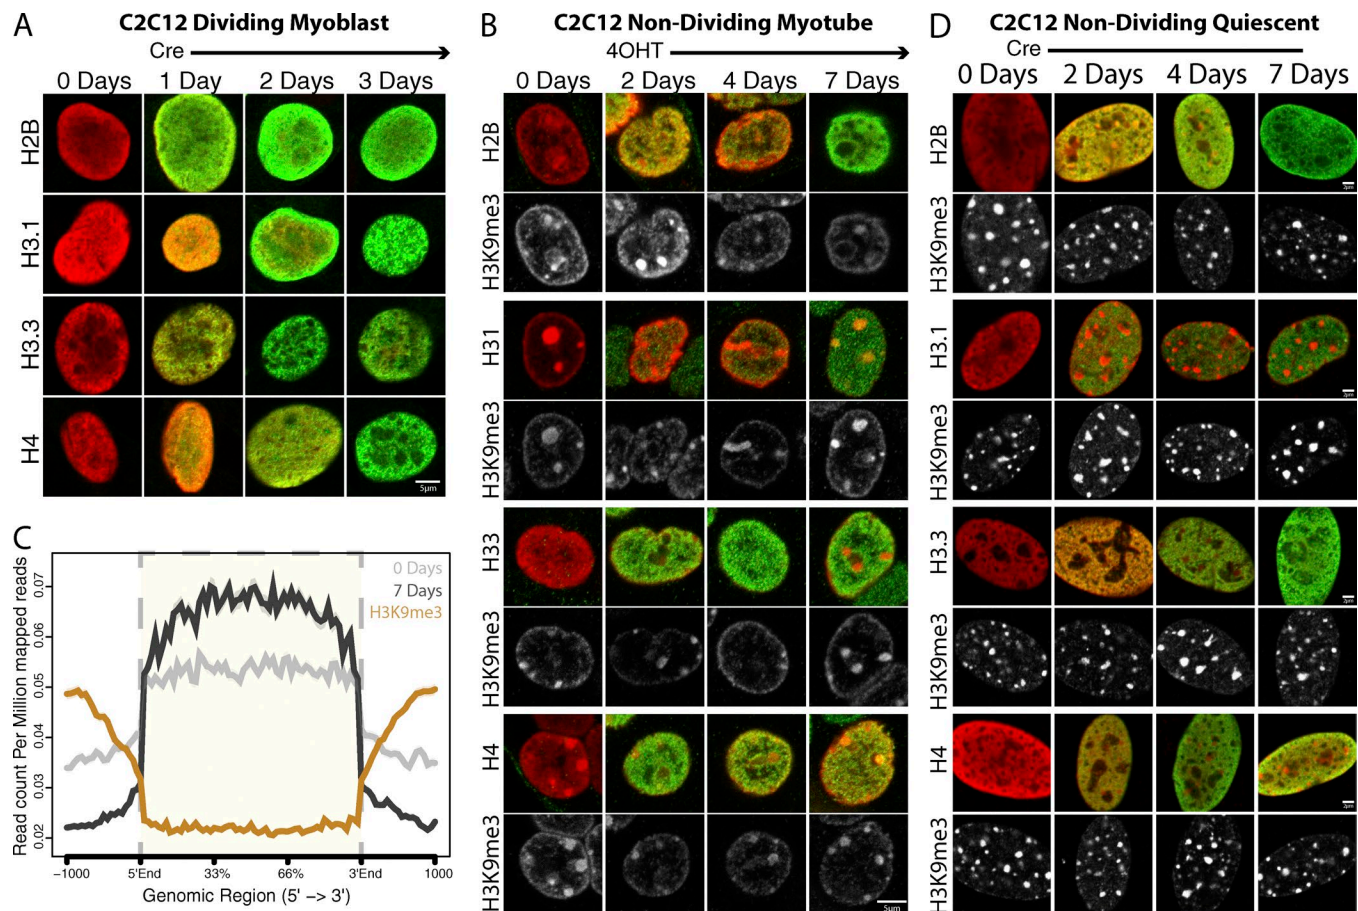 A
C2C12 Dividing Myoblast
Cre
0 Days
1 Day
2 Days
3 Days
H2B
H3.1
H3.3
H4
5µm
B
C2C12 Non-Dividing Myotube
4OHT
0 Days
2 Days
4 Days
7 Days
H2B
H3K9me3
H31
H3K9me3
H33
H3K9me3
H4
H3K9me3
5µm
C
0 Days
7 Days
H3K9me3
Read count Per Million mapped reads
0.07
0.06
0.05
0.04
0.03
0.02
−1000
5'End
33%
66%
3'End
1000
Genomic Region (5' −> 3')
D
C2C12 Non-Dividing Quiescent
Cre
0 Days
2 Days
4 Days
7 Days
H2B
2µm
H3K9me3
H3.1
2µm
H3K9me3
H3.3
2µm
H3K9me3
H4
2µm
H3K9me3